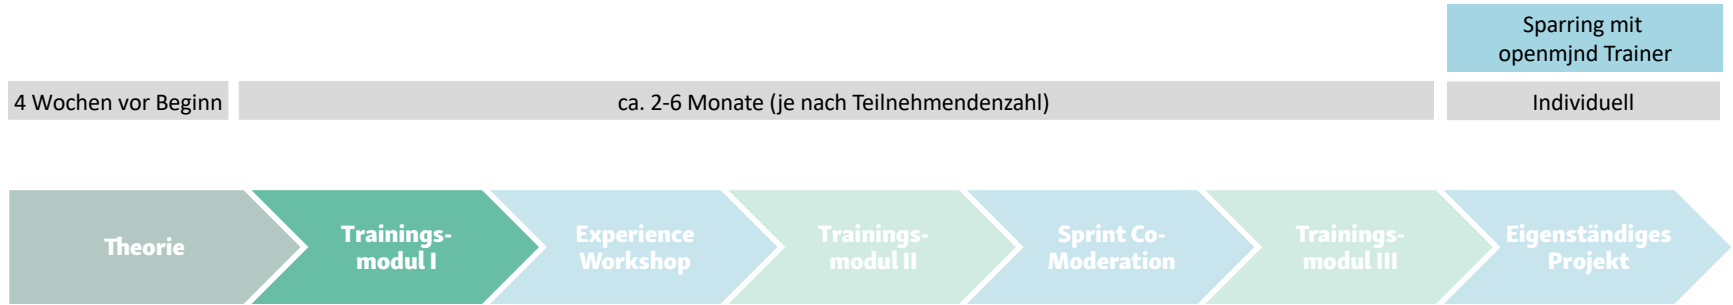 Sparring mit
openmjnd Trainer
4 Wochen vor Beginn
ca. 2-6 Monate (je nach Teilnehmendenzahl)
Individuell
Theorie
Trainings-
modul I
Experience
Workshop
Trainings-
modul II
Sprint Co-
Moderation
Trainings-
modul III
Eigenständiges
Projekt